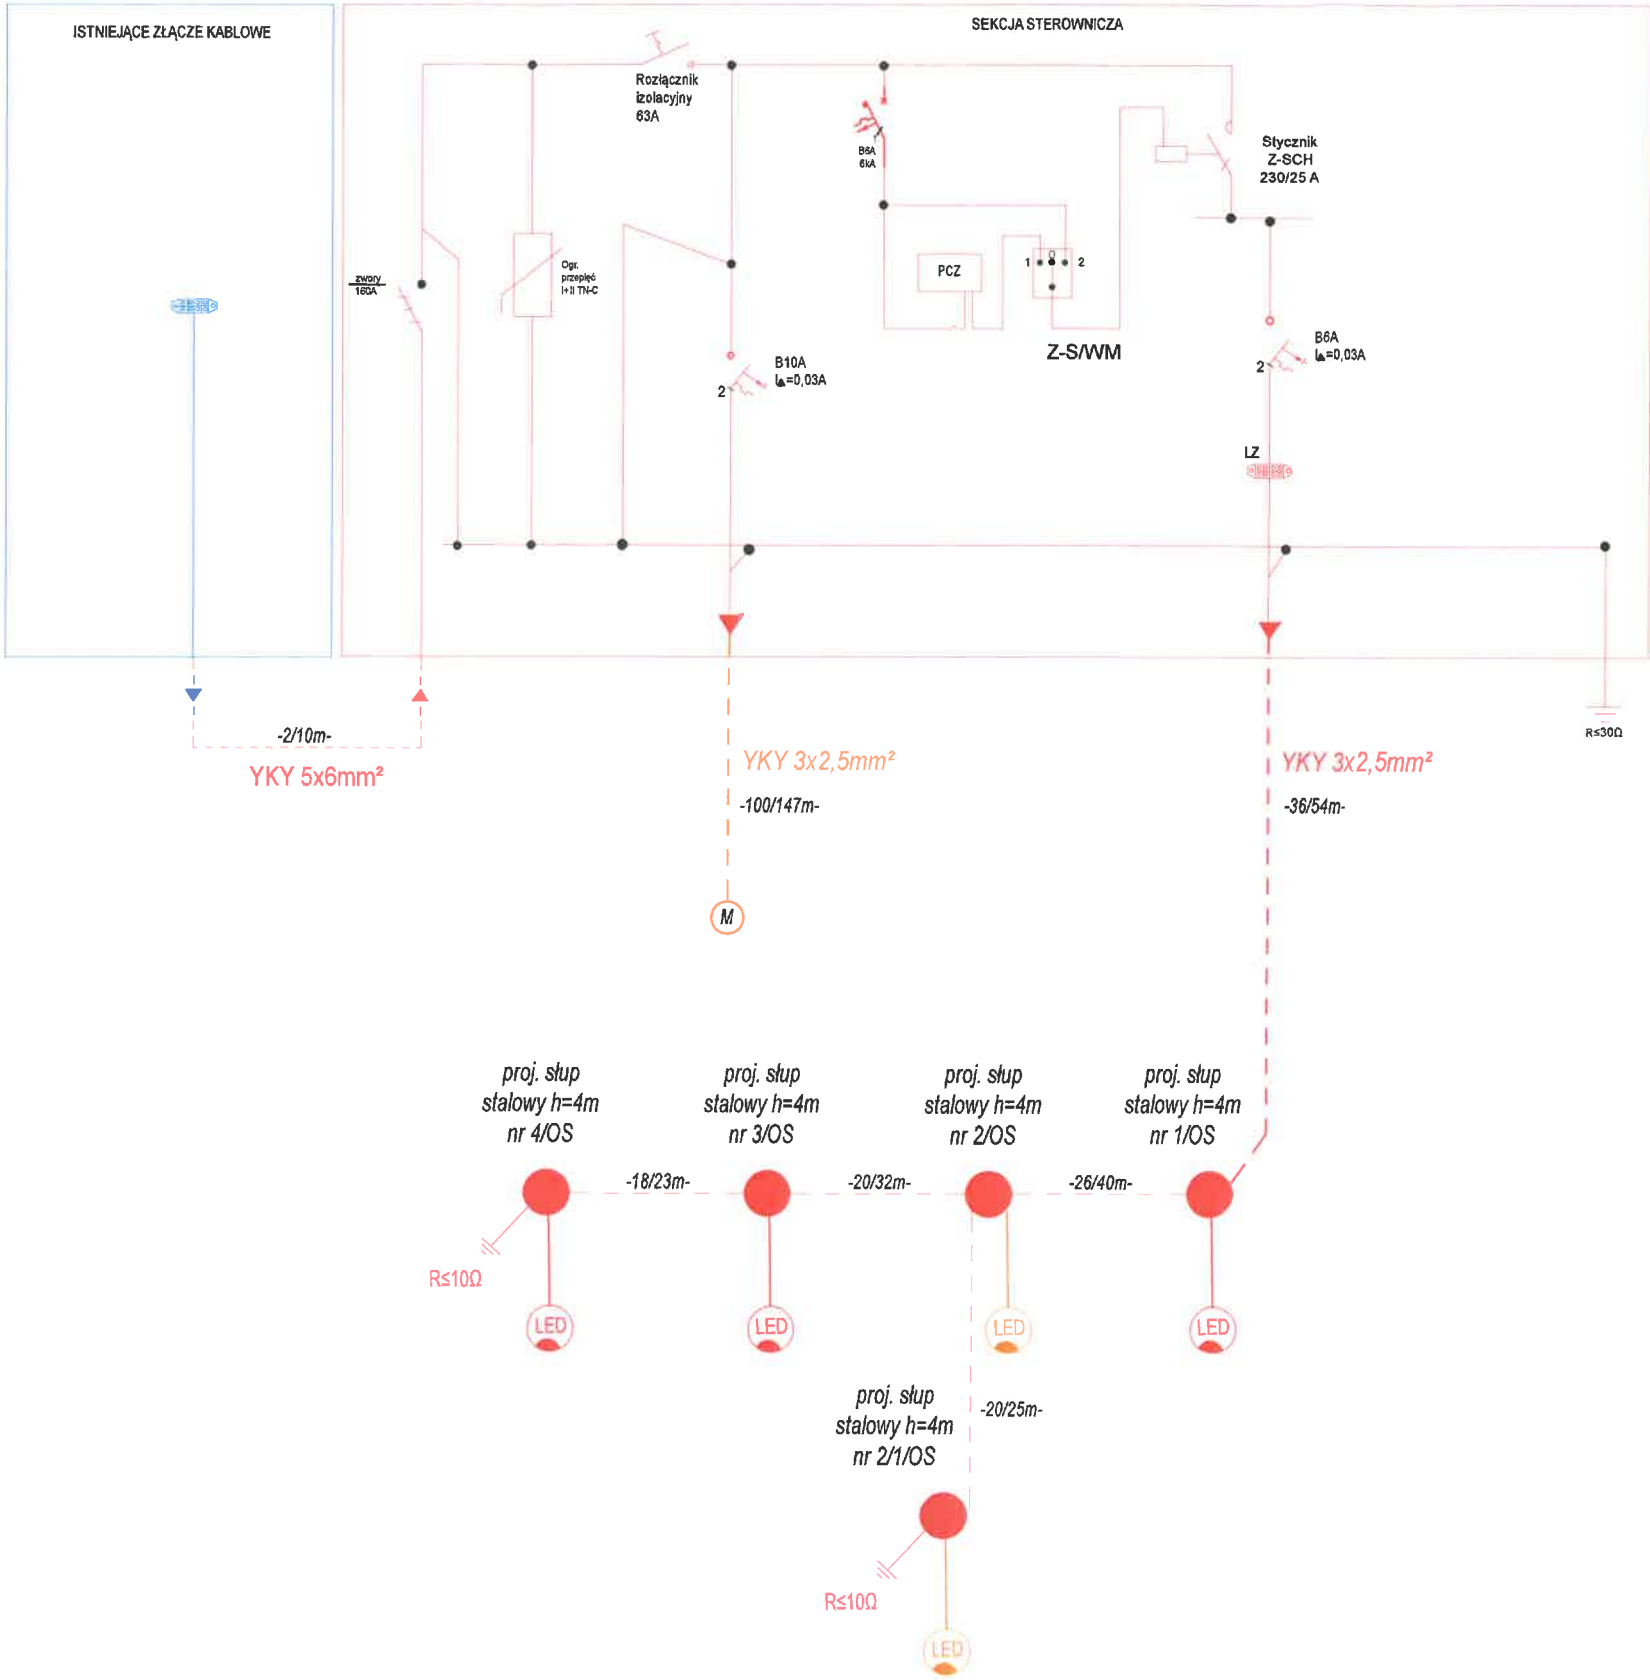 ISTNIEJĄCE ZŁĄCZE KABLOWE
SEKCJA STEROWNICZA
Rozłącznik
izolacyjny
63A
B6A
6kA
Stycznik
Z-SCH
230/25 A
zwory
160A
Ogr.
przepięć
I+II TN-C
PCZ
1
0
2
Z-S/WM
B10A
I▲=0,03A
2
B6A
I▲=0,03A
2
LZ
-2/10m-
YKY 5x6mm²
YKY 3x2,5mm²
-100/147m-
YKY 3x2,5mm²
-36/54m-
R≤30Ω
M
proj. słup
stalowy h=4m
nr 4/OS
proj. słup
stalowy h=4m
nr 3/OS
proj. słup
stalowy h=4m
nr 2/OS
proj. słup
stalowy h=4m
nr 1/OS
-18/23m-
-20/32m-
-26/40m-
R≤10Ω
LED
LED
LED
LED
proj. słup
stalowy h=4m
nr 2/1/OS
-20/25m-
R≤10Ω
LED